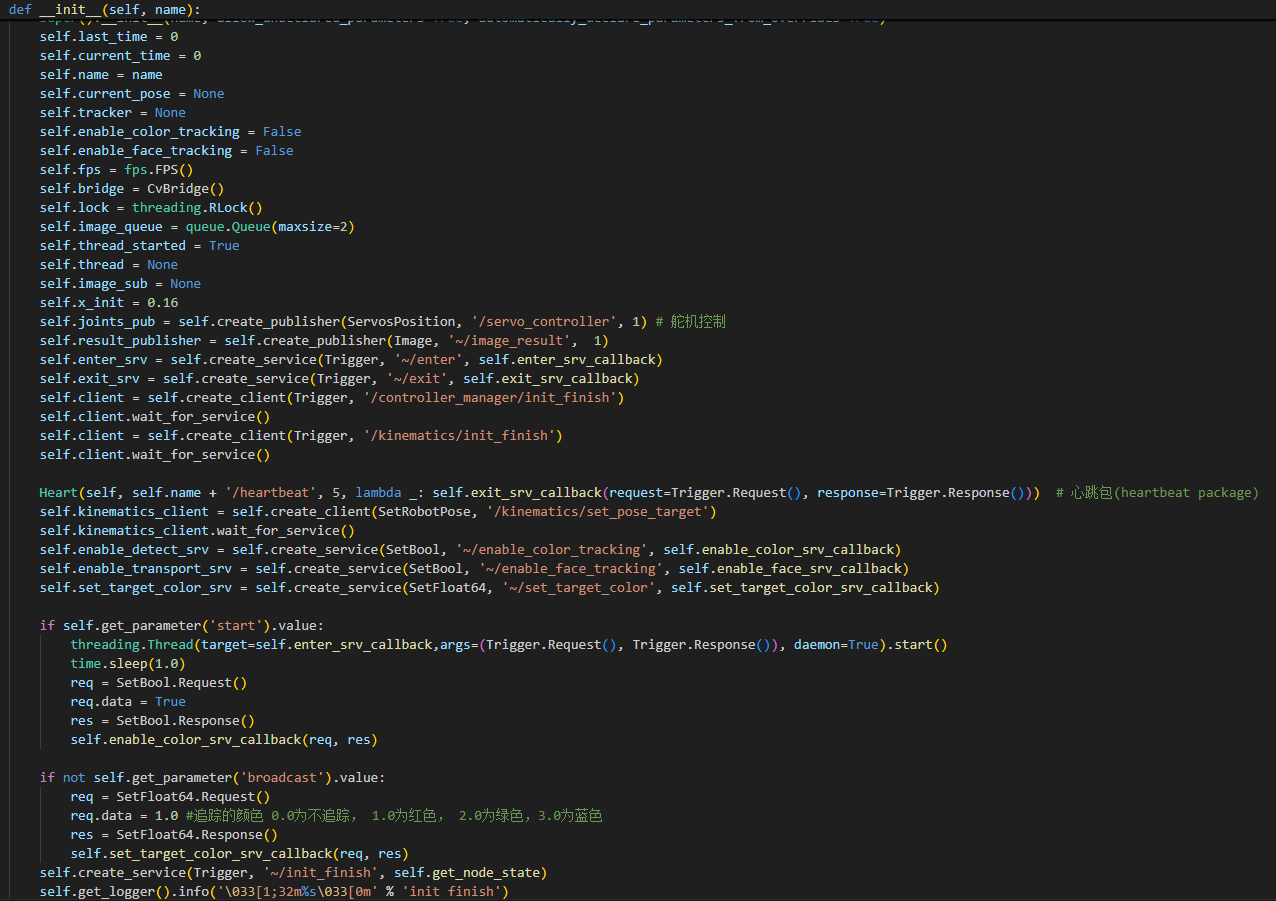 def __init__(self, name):
self.last_time = 0
self.current_time = 0
self.name = name
self.current_pose = None
self.tracker = None
self.enable_color_tracking = False
self.enable_face_tracking = False
self.fps = fps.FPS()
self.bridge = CvBridge()
self.lock = threading.RLock()
self.image_queue = queue.Queue(maxsize=2)
self.thread_started = True
self.thread = None
self.image_sub = None
self.x_init = 0.16
self.joints_pub = self.create_publisher(ServosPosition, '/servo_controller', 1) # 舵机控制
self.result_publisher = self.create_publisher(Image, '~/image_result',  1)
self.enter_srv = self.create_service(Trigger, '~/enter', self.enter_srv_callback)
self.exit_srv = self.create_service(Trigger, '~/exit', self.exit_srv_callback)
self.client = self.create_client(Trigger, '/controller_manager/init_finish')
self.client.wait_for_service()
self.client = self.create_client(Trigger, '/kinematics/init_finish')
self.client.wait_for_service()
Heart(self, self.name + '/heartbeat', 5, lambda _: self.exit_srv_callback(request=Trigger.Request(), response=Trigger.Response()))  # 心跳包(heartbeat package)
self.kinematics_client = self.create_client(SetRobotPose, '/kinematics/set_pose_target')
self.kinematics_client.wait_for_service()
self.enable_detect_srv = self.create_service(SetBool, '~/enable_color_tracking', self.enable_color_srv_callback)
self.enable_transport_srv = self.create_service(SetBool, '~/enable_face_tracking', self.enable_face_srv_callback)
self.set_target_color_srv = self.create_service(SetFloat64, '~/set_target_color', self.set_target_color_srv_callback)
if self.get_parameter('start').value:
threading.Thread(target=self.enter_srv_callback,args=(Trigger.Request(), Trigger.Response()), daemon=True).start()
time.sleep(1.0)
req = SetBool.Request()
req.data = True
res = SetBool.Response()
self.enable_color_srv_callback(req, res)
if not self.get_parameter('broadcast').value:
req = SetFloat64.Request()
req.data = 1.0 #追踪的颜色 0.0为不追踪， 1.0为红色， 2.0为绿色，3.0为蓝色
res = SetFloat64.Response()
self.set_target_color_srv_callback(req, res)
self.create_service(Trigger, '~/init_finish', self.get_node_state)
self.get_logger().info('\033[1;32m%s\033[0m' % 'init finish')